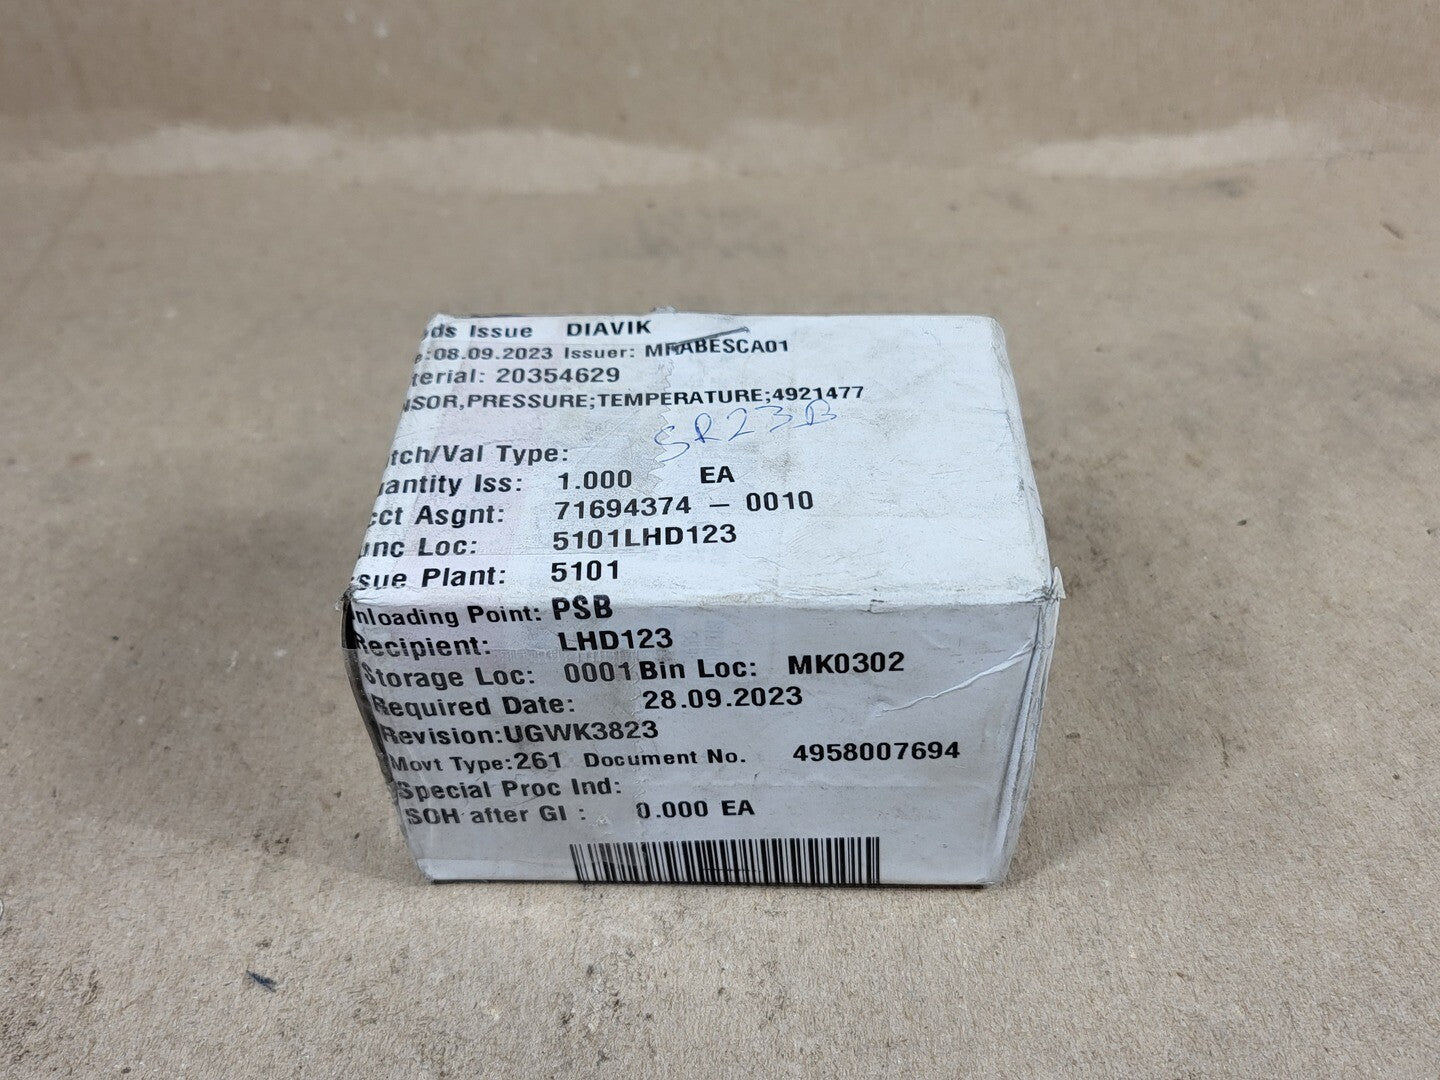 ds Issue DIAVIK
e:08.09.2023 Issuer: MRABESCA01
terial: 20354629
NSOR,PRESSURE;TEMPERATURE;4921477
SR23B
tch/Val Type:
antity Iss: 1.000 EA
cct Asgnt: 71694374 – 0010
unc Loc: 5101LHD123
sue Plant: 5101
nloading Point: PSB
Recipient: LHD123
Storage Loc: 0001 Bin Loc: MK0302
Required Date: 28.09.2023
Revision:UGWK3823
Movt Type:261 Document No. 4958007694
Special Proc Ind:
SOH after GI : 0.000 EA